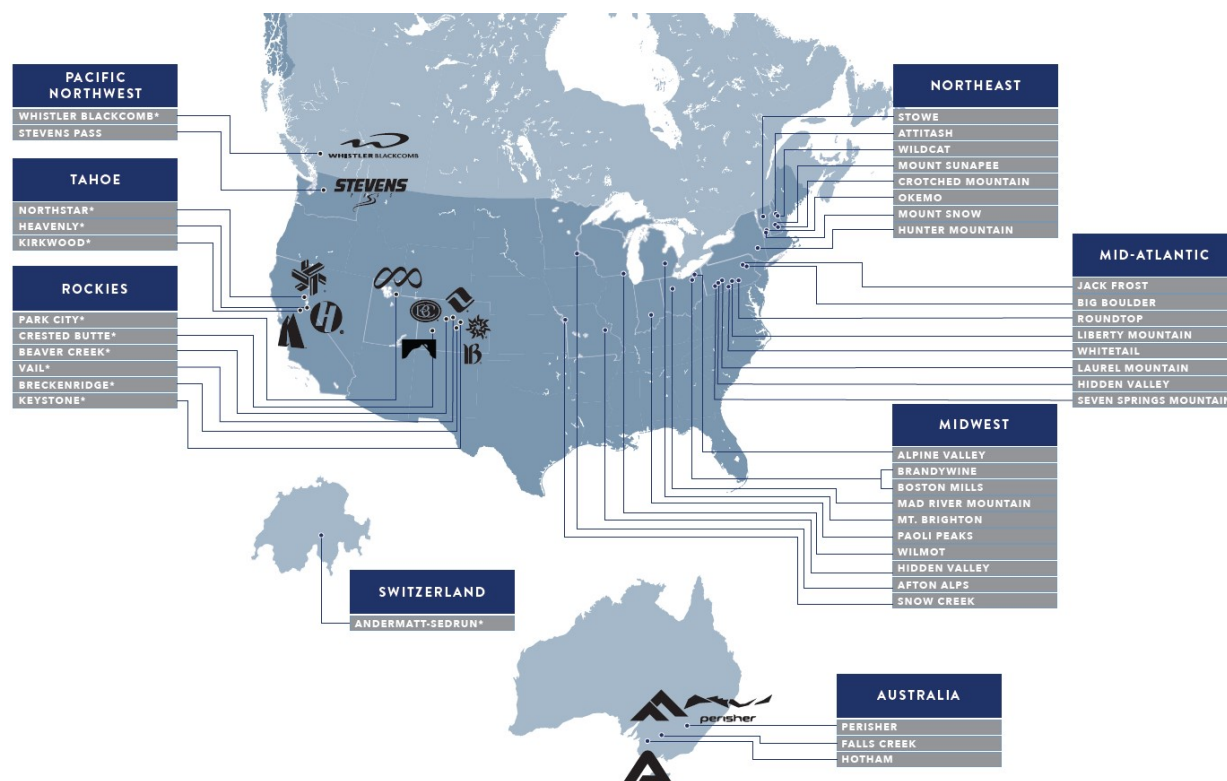 PACIFIC
NORTHWEST
WHISTLER BLACKCOMB*
STEVENS PASS
TAHOE
NORTHSTAR*
HEAVENLY*
KIRKWOOD*
ROCKIES
PARK CITY*
CRESTED BUTTE*
BEAVER CREEK*
VAIL*
BRECKENRIDGE*
KEYSTONE*
WHISTLER BLACKCOMB
STEVENS
H
B
NORTHEAST
STOWE
ATTITASH
WILDCAT
MOUNT SUNAPEE
CROTCHED MOUNTAIN
OKEMO
MOUNT SNOW
HUNTER MOUNTAIN
MID-ATLANTIC
JACK FROST
BIG BOULDER
ROUNDTOP
LIBERTY MOUNTAIN
WHITETAIL
LAUREL MOUNTAIN
HIDDEN VALLEY
SEVEN SPRINGS MOUNTAIN
MIDWEST
ALPINE VALLEY
BRANDYWINE
BOSTON MILLS
MAD RIVER MOUNTAIN
MT. BRIGHTON
PAOLI PEAKS
WILMOT
HIDDEN VALLEY
AFTON ALPS
SNOW CREEK
SWITZERLAND
ANDERMATT-SEDRUN*
perisher
AUSTRALIA
PERISHER
FALLS CREEK
HOTHAM